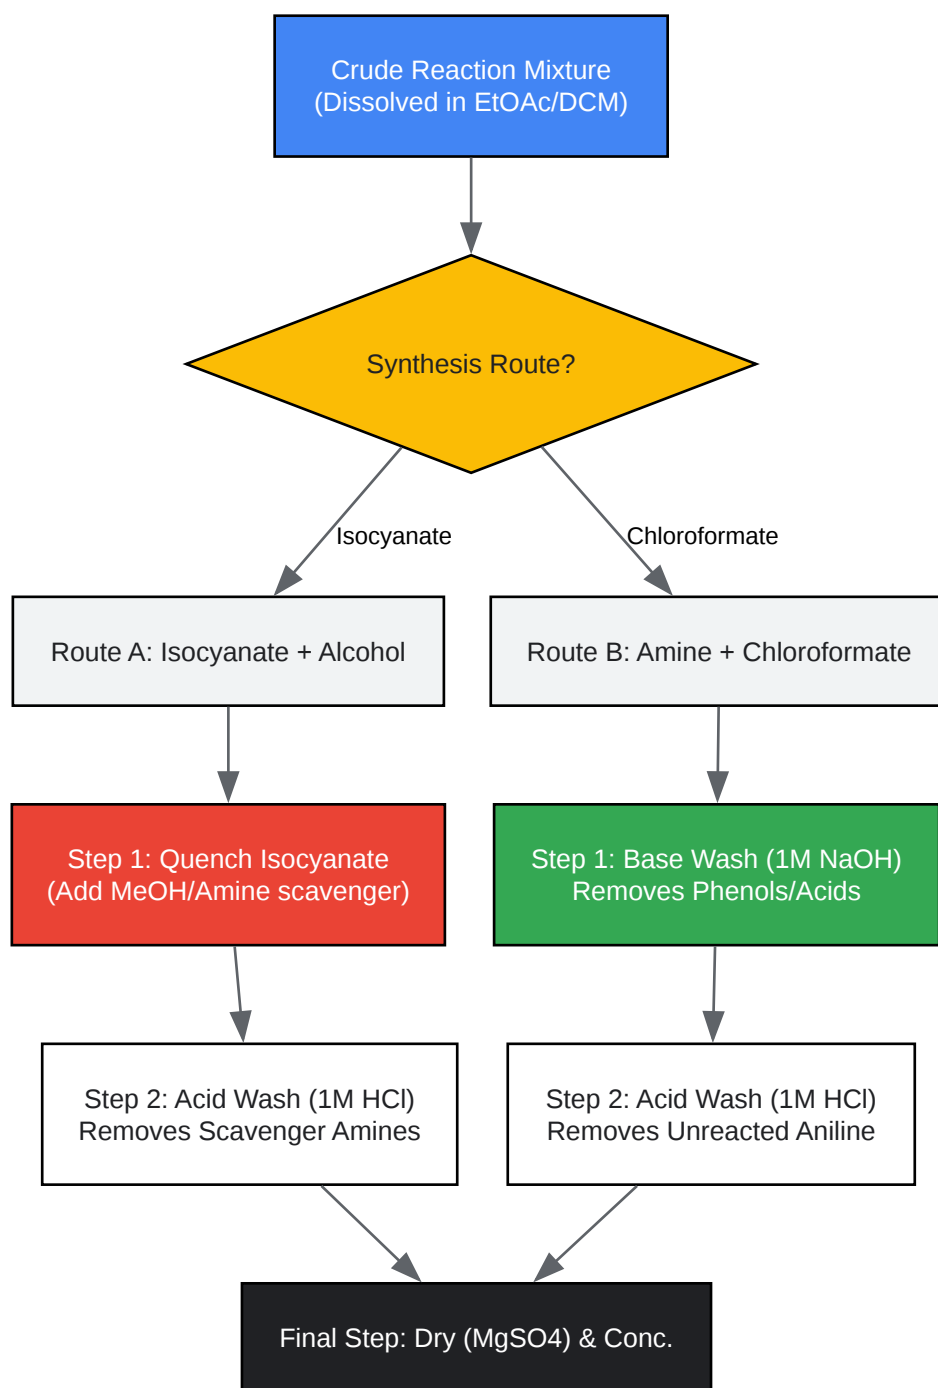 Crude Reaction Mixture
(Dissolved in EtOAc/DCM)
Synthesis Route?
Isocyanate
Chloroformate
Route A: Isocyanate + Alcohol
Route B: Amine + Chloroformate
Step 1: Quench Isocyanate
(Add MeOH/Amine scavenger)
Step 1: Base Wash (1M NaOH)
Removes Phenols/Acids
Step 2: Acid Wash (1M HCl)
Removes Scavenger Amines
Step 2: Acid Wash (1M HCl)
Removes Unreacted Aniline
Final Step: Dry (MgSO4) & Conc.